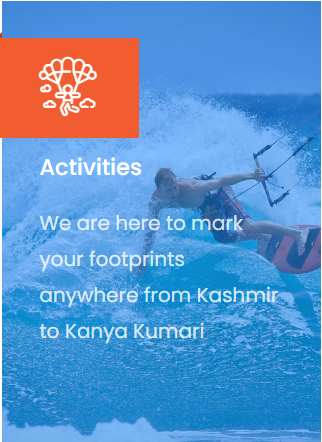 Activities
We are here to mark
your footprints
anywhere from Kashmir
to Kanya Kumari